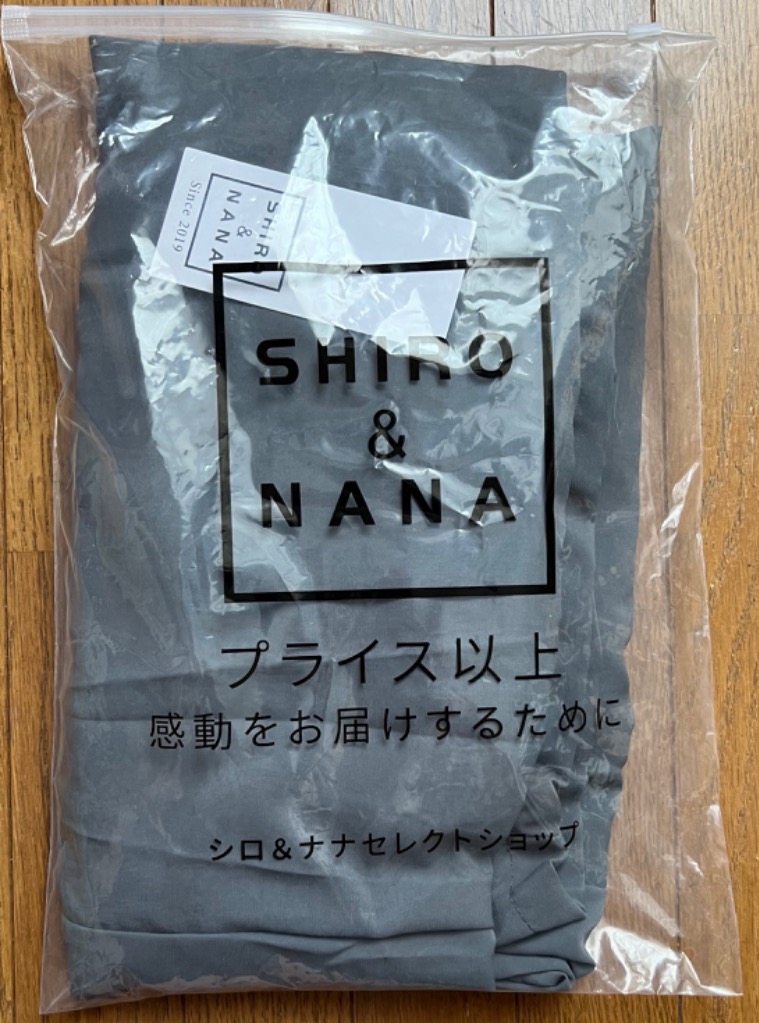 Since 2019
SHIRO
&
NANA
SHIRO
&
NANA
プライス以上
感動をお届けするために
シロ&ナナセレクトショップ